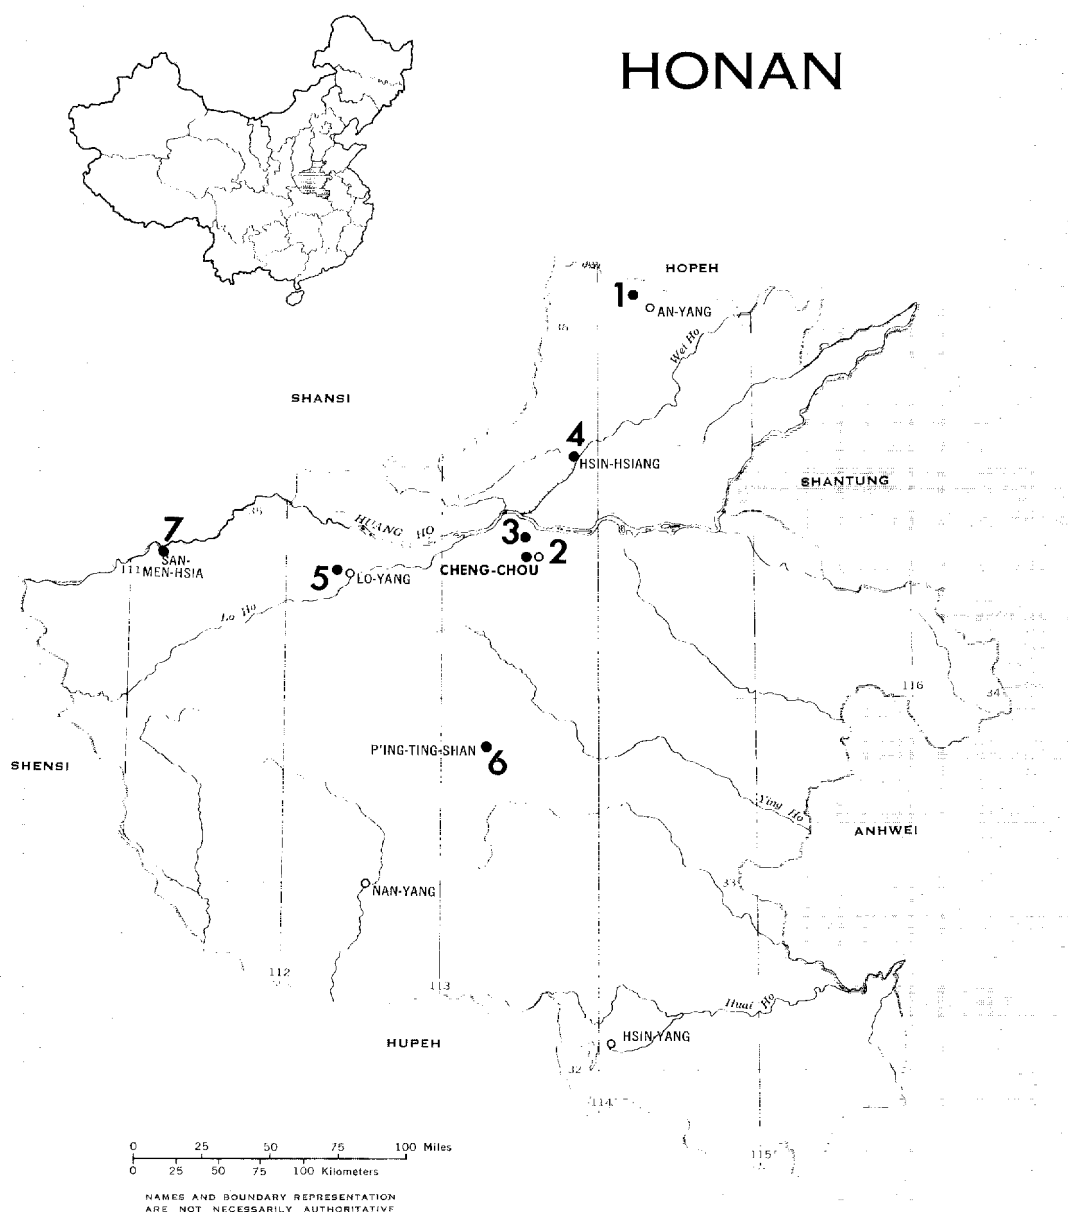 HONAN
HOPEH
1
AN-YANG
Wei Ho
SHANSI
4
HSIN-HSIANG
SHANTUNG
HUANG HO
3
7
SAN-
MEN-HSIA
111
2
CHENG-CHOU
5
LO-YANG
Lo Ho
116
34
P'ING-TING-SHAN
6
SHENSI
Ying Ho
ANHWEI
33
NAN-YANG
112
113
Huai Ho
HSIN-YANG
HUPEH
32
114
115
0 25 50 75 100 Miles
0 25 50 75 100 Kilometers
NAMES AND BOUNDARY REPRESENTATION
ARE NOT NECESSARILY AUTHORITATIVE